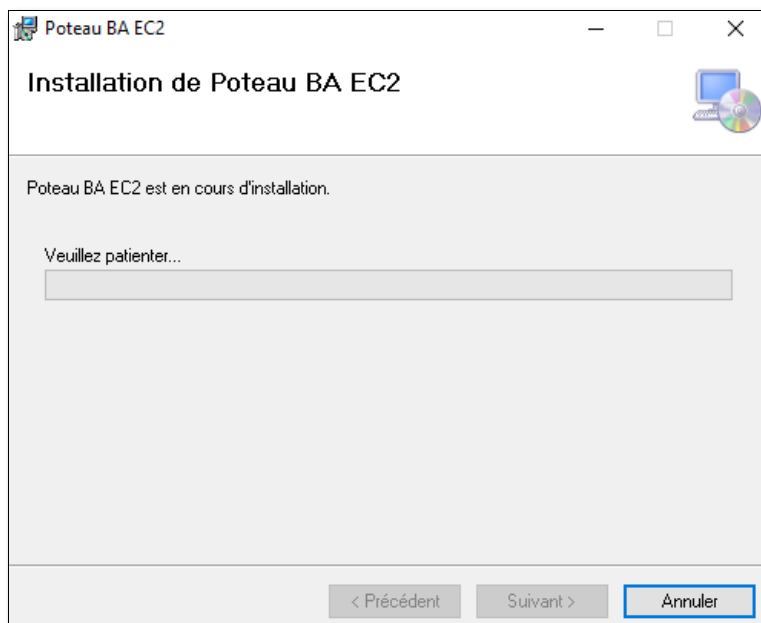 Poteau BA EC2
Installation de Poteau BA EC2
Poteau BA EC2 est en cours d'installation.
Veuillez patienter...
< Précédent
Suivant >
Annuler